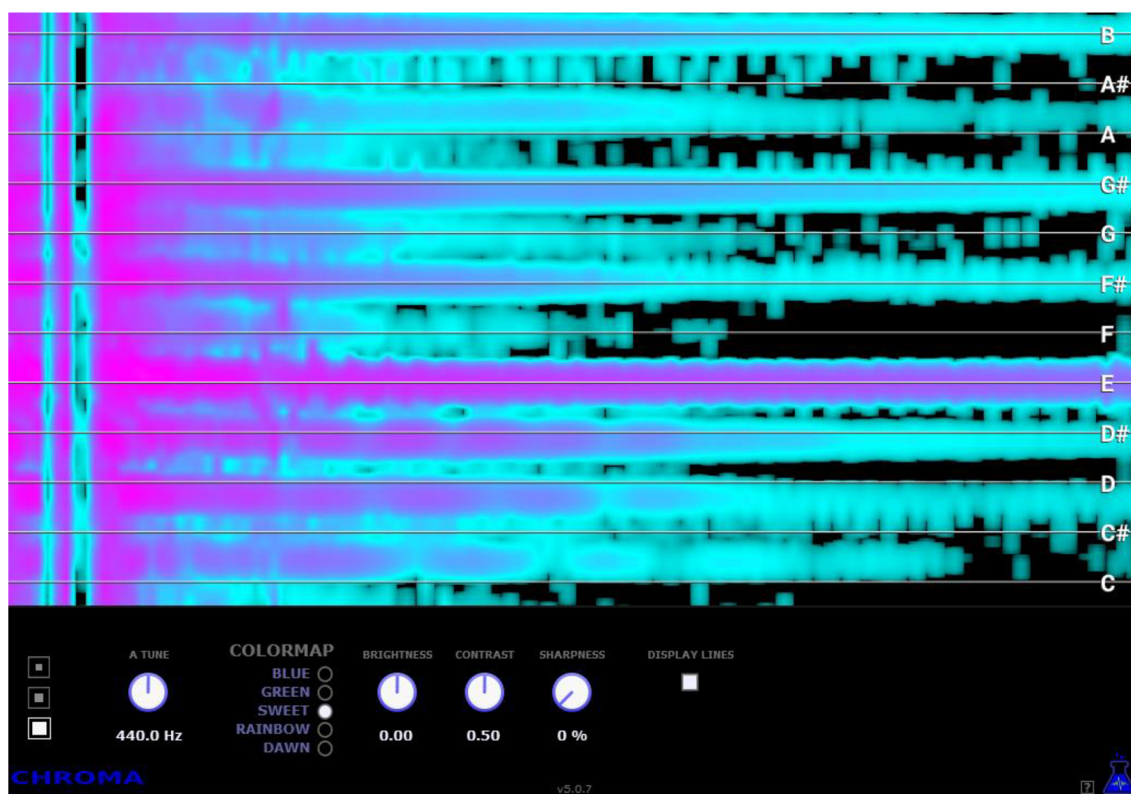 B
A#
A
G#
G
F#
F
E
D#
D
C#
C
A TUNE
440.0 Hz
COLORMAP
BLUE
GREEN
SWEET
RAINBOW
DAWN
BRIGHTNESS
0.00
CONTRAST
0.50
SHARPNESS
0 %
DISPLAY LINES
CHROMA
v5.0.7
?